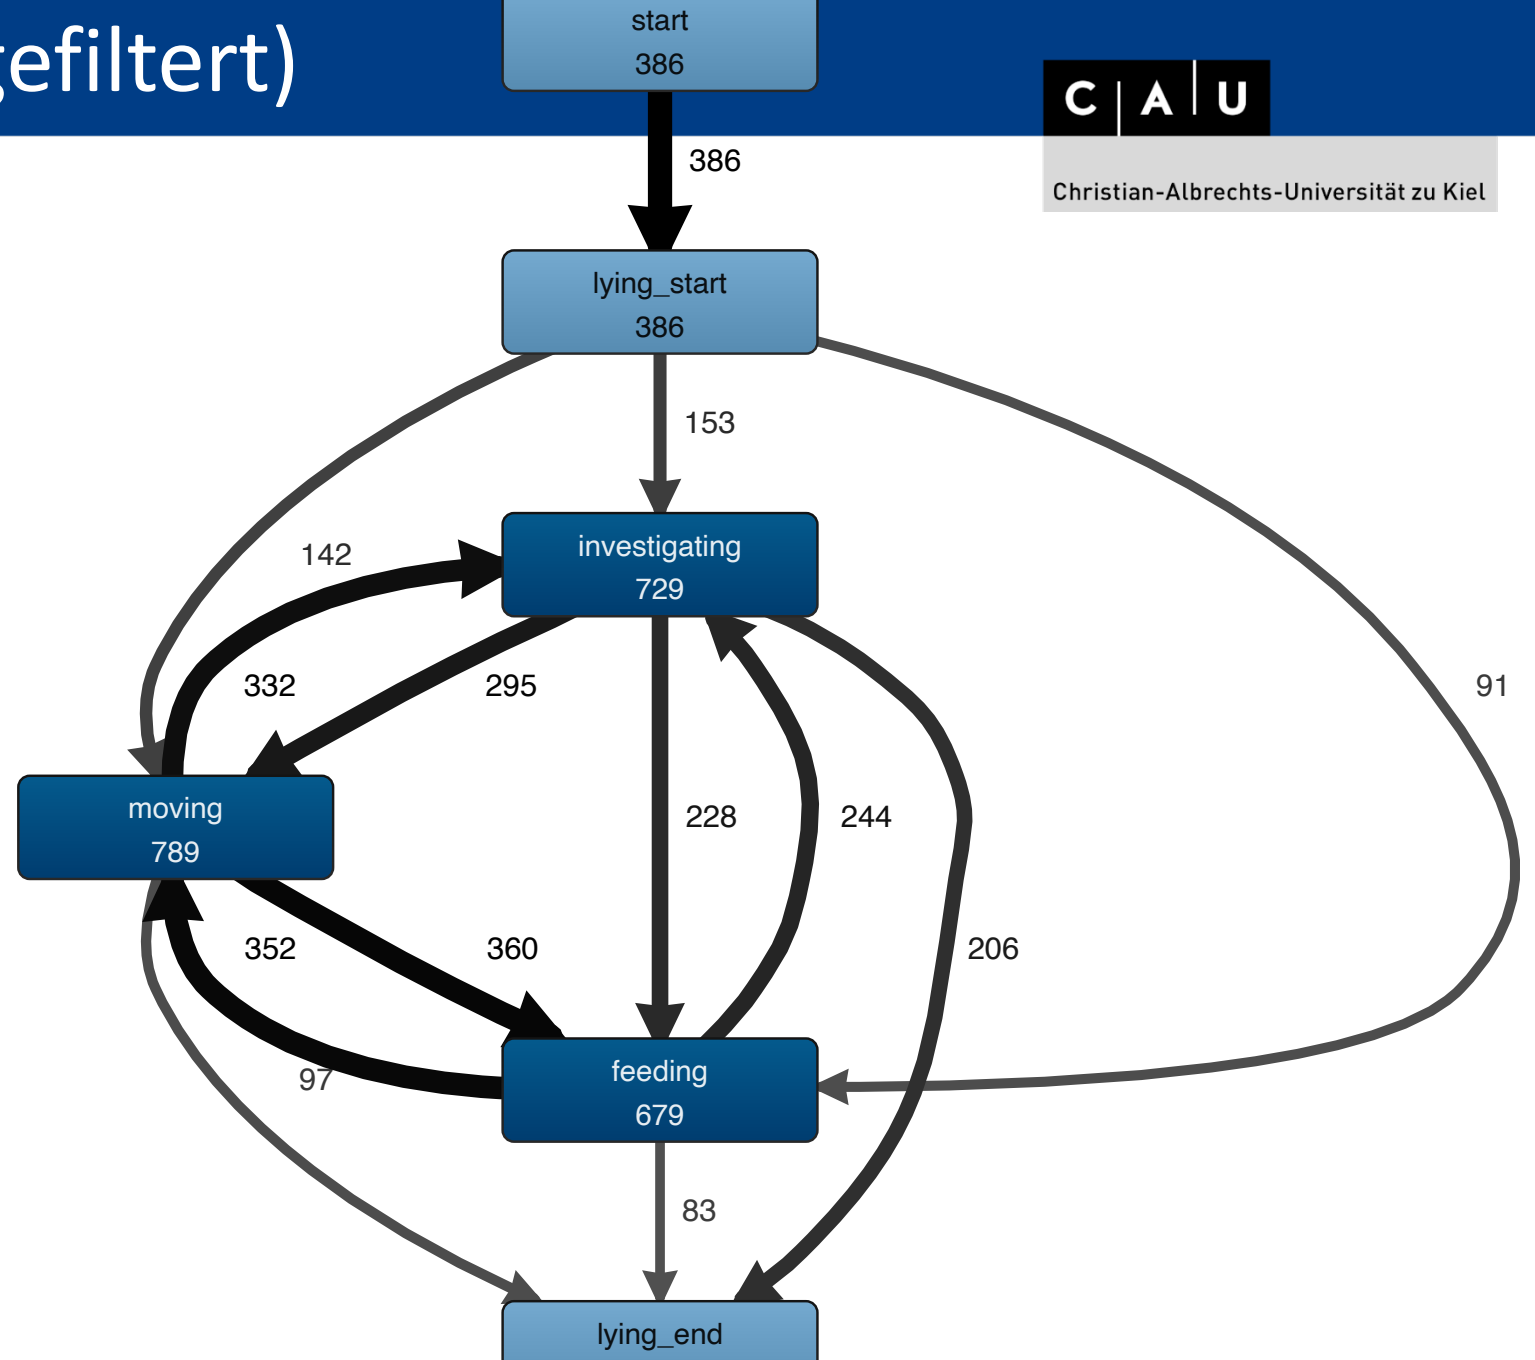 gefiltert)
start
386
C A U
386
Christian-Albrechts-Universität zu Kiel
lying_start
386
153
142
investigating
729
332
295
91
moving
789
228
244
352
360
206
97
feeding
679
83
lying_end